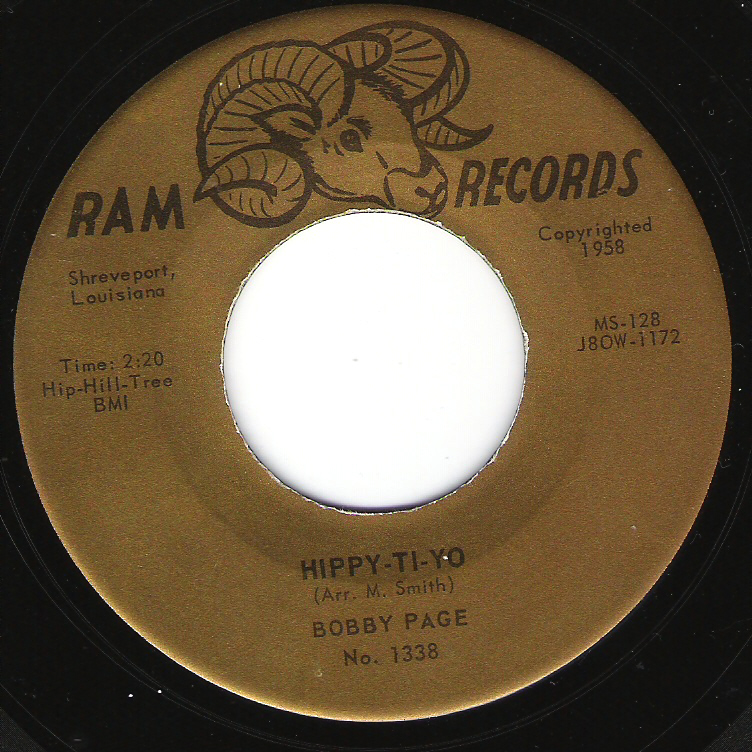 RAM RECORDS
Copyrighted
1958
Shreveport,
Louisiana
MS-128
J8OW-1172
Time: 2:20
Hip-Hill-Tree
BMI
HIPPY-TI-YO
(Arr. M. Smith)
BOBBY PAGE
No. 1338